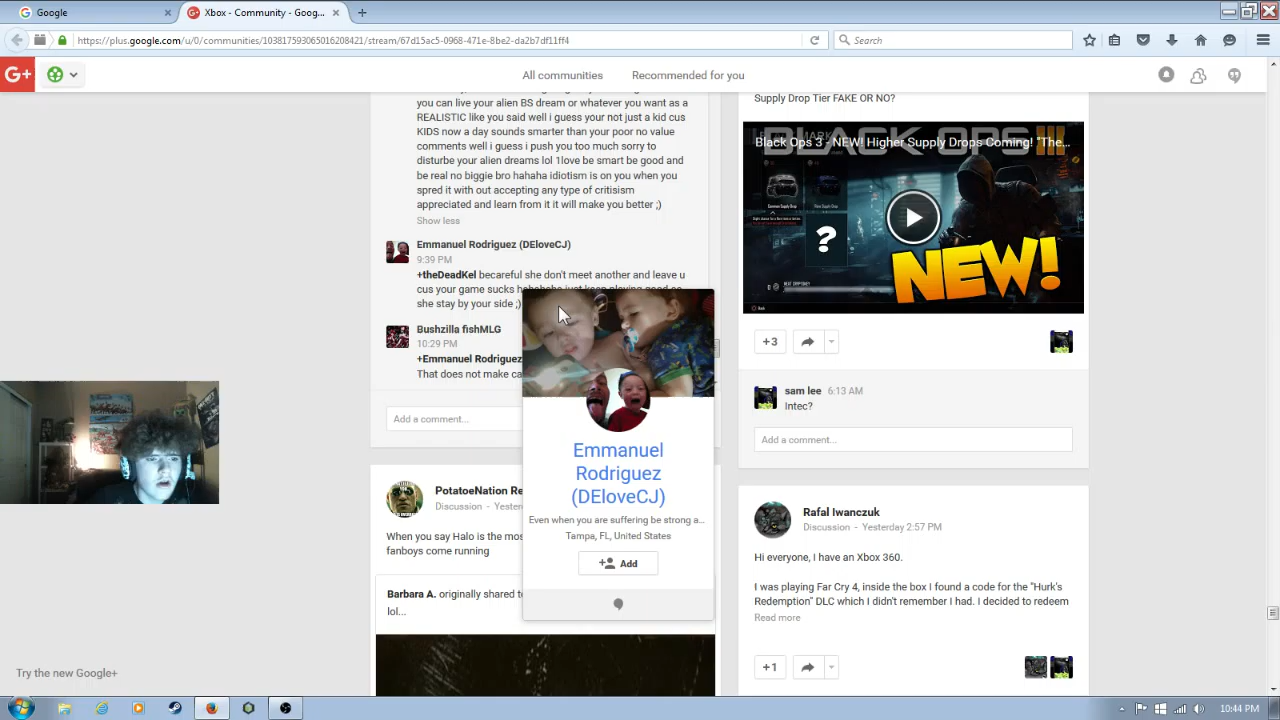 Google
Xbox - Community - Goog...
https://plus.google.com/u/0/communities/103817593065016208421/stream/67d15ac5-0968-471e-8be2-da2b7df11ff4
Search
G+
All communities
Recommended for you
you can live your alien BS dream or whatever you want as a
REALISTIC like you said well i guess your not just a kid cus
KIDS now a day sounds smarter than your poor no value
comments well i guess i push you too much sorry to
disturbe your alien dreams lol 1love be smart be good and
be real no biggie bro hahaha idiotism is on you when you
spred it with out accepting any type of critisism
appreciated and learn from it it will make you better ;)
Show less
Emmanuel Rodriguez (DEloveCJ)
9:39 PM
+theDeadKel becareful she don't meet another and leave u
cus your game sucks
she stay by your side ;)
Bushzilla fishMLG
10:29 PM
+Emmanuel Rodriguez
That does not make
Add a comment...
Emmanuel
Rodriguez
(DEloveCJ)
Even when you are suffering be strong a...
Tampa, FL, United States
Add
PotatoeNation Re
Discussion - Yester
When you say Halo is the mos
fanboys come running
Barbara A. originally shared to
lol...
Supply Drop Tier FAKE OR NO?
BLACK OPS III
Black Ops 3 - NEW! Higher Supply Drops Coming! "The...
?
NEW!
+3
sam lee 6:13 AM
Intec?
Add a comment...
Rafal Iwanczuk
Discussion - Yesterday 2:57 PM
Hi everyone, I have an Xbox 360.
I was playing Far Cry 4, inside the box I found a code for the "Hurk's
Redemption" DLC which I didn't remember I had. I decided to redeem
Read more
+1
Try the new Google+
10:44 PM